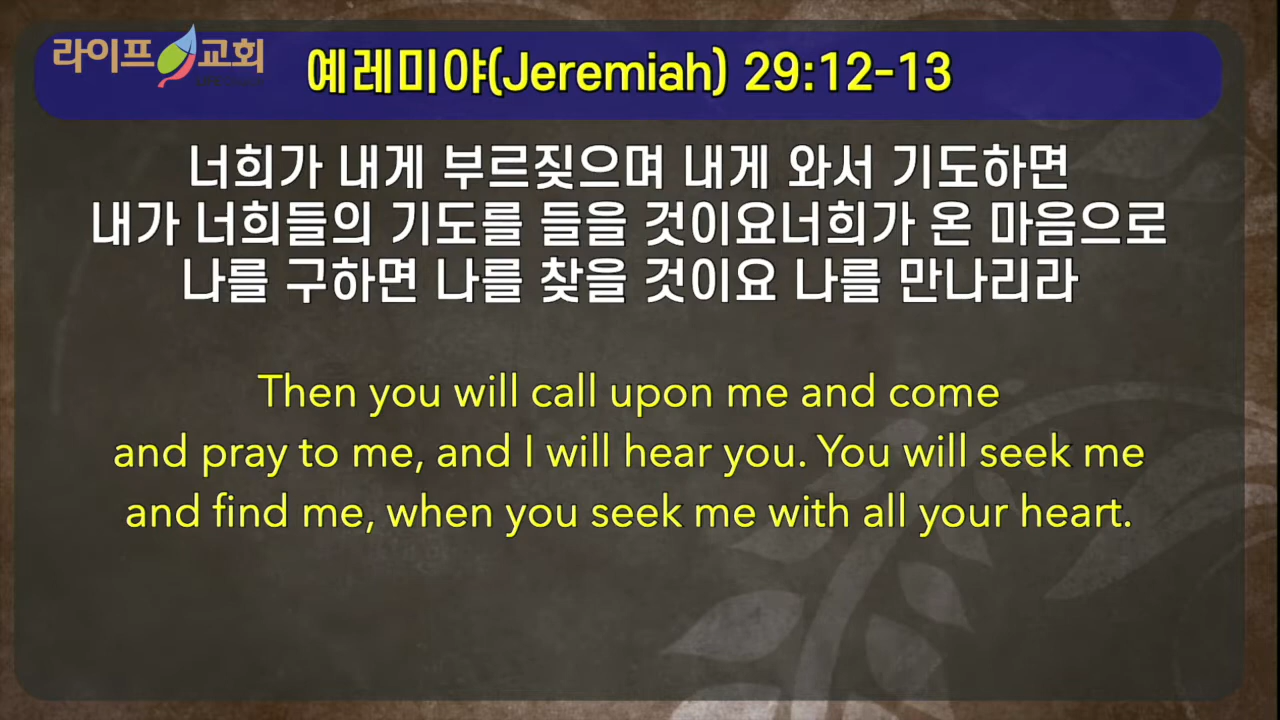 라이프교회
예레미야(Jeremiah) 29:12-13
너희가 내게 부르짖으며 내게 와서 기도하면
내가 너희들의 기도를 들을 것이요너희가 온 마음으로
나를 구하면 나를 찾을 것이요 나를 만나리라
Then you will call upon me and come
and pray to me, and I will hear you. You will seek me
and find me, when you seek me with all your heart.